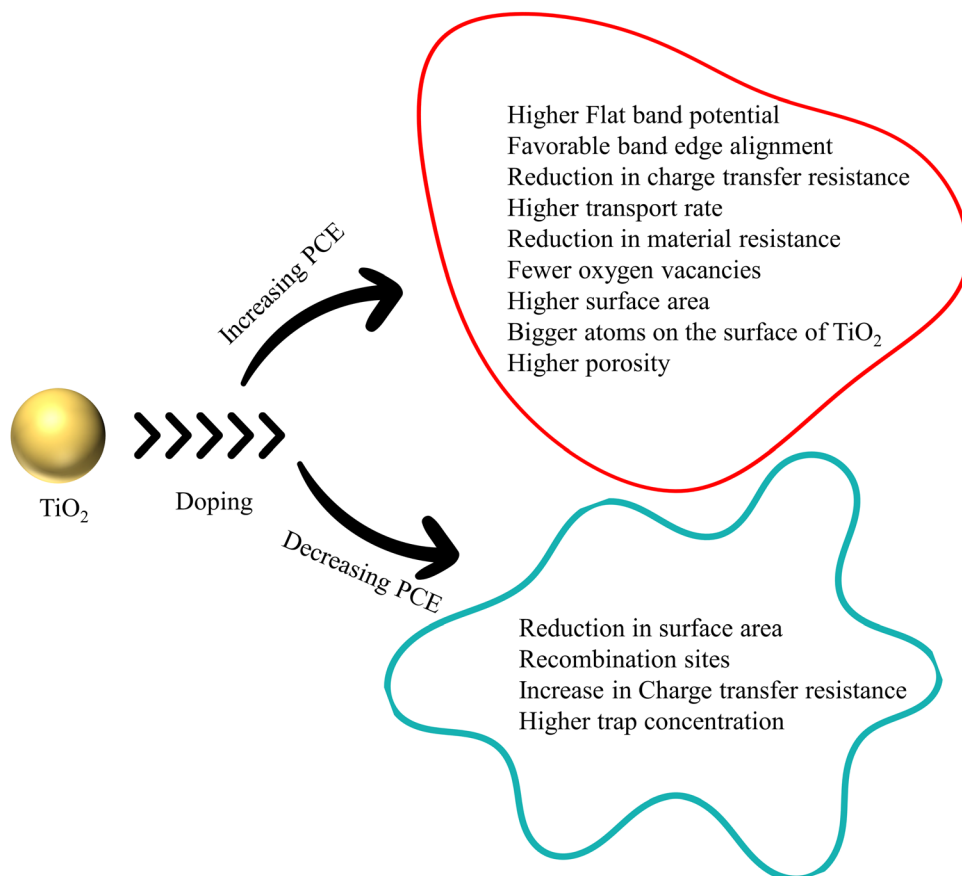 Higher Flat band potential
Favorable band edge alignment
Reduction in charge transfer resistance
Higher transport rate
Reduction in material resistance
Fewer oxygen vacancies
Higher surface area
Bigger atoms on the surface of TiO₂
Higher porosity
Increasing PCE
TiO₂
Doping
Decreasing PCE
Reduction in surface area
Recombination sites
Increase in Charge transfer resistance
Higher trap concentration